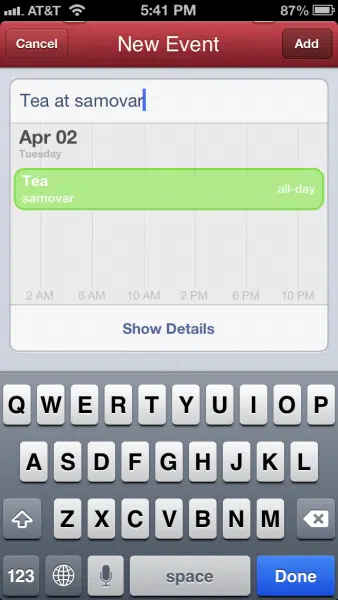 AT&T 5:41 PM 87%
Cancel New Event Add
Tea at samovar
Apr 02
Tuesday
Tea
samovar all-day
2 AM 6 AM 10 AM 2 PM 6 PM 10 PM
Show Details
Q W E R T Y U I O P
A S D F G H J K L
Z X C V B N M
123 space Done